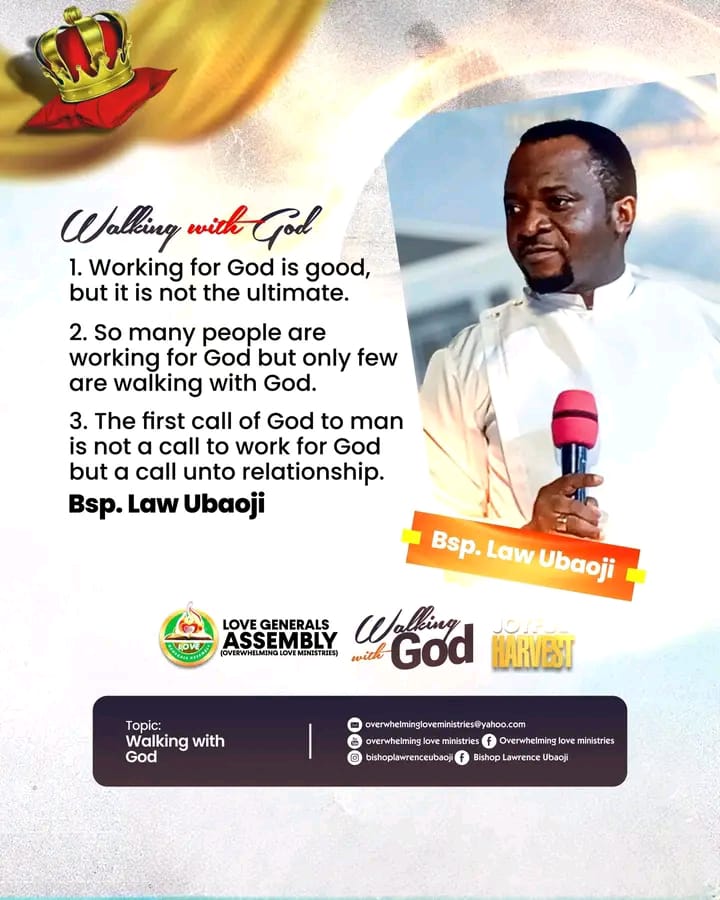 Walking with God
1. Working for God is good,
but it is not the ultimate.
2. So many people are
working for God but only few
are walking with God.
3. The first call of God to man
is not a call to work for God
but a call unto relationship.
Bsp. Law Ubaoji
Bsp. Law Ubaoji
LOVE
LOVE GENERALS
ASSEMBLY
(OVERWHELMING LOVE MINISTRIES)
Walking
with God
JOYFUL
HARVEST
Topic:
Walking with
God
overwhelmingloveministries@yahoo.com
overwhelming love ministries
Overwhelming love ministries
bishoplawrenceubaoji
Bishop Lawrence Ubaoji